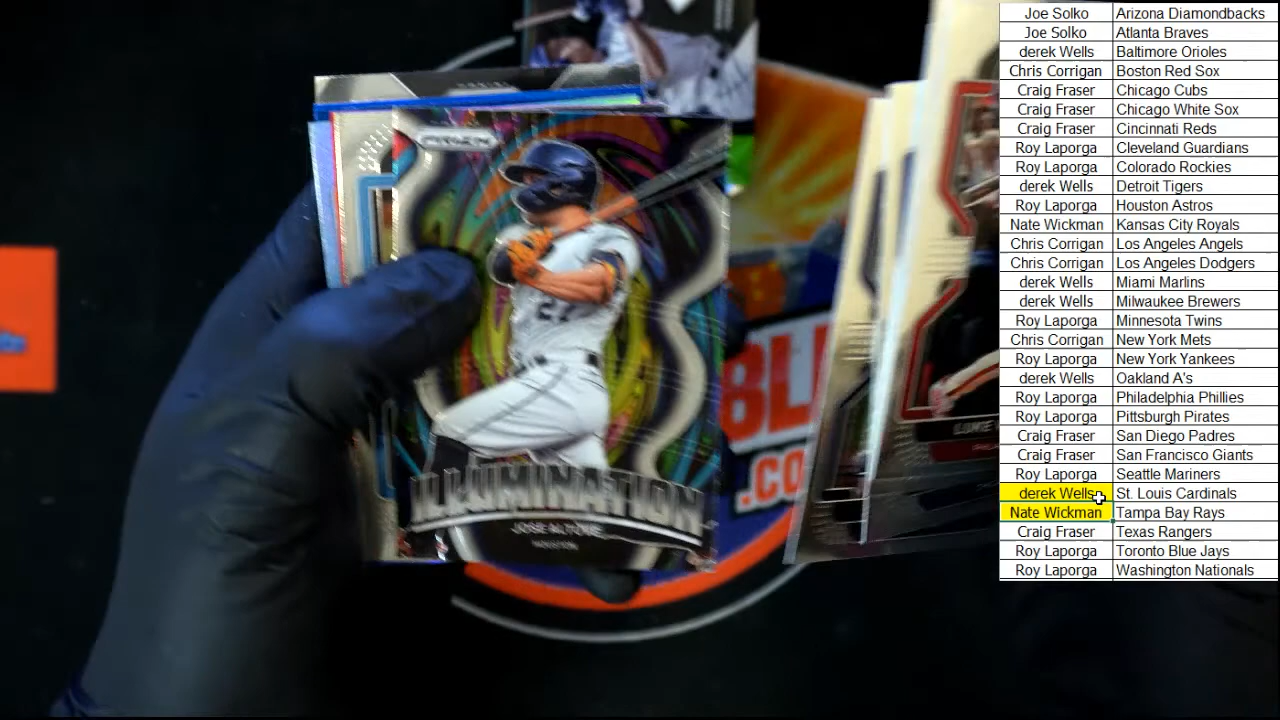 PRIZM
ILLUMINATION
JOSE ALTUVE
HOUSTON
BL
.CO
LUKE
Joe Solko Arizona Diamondbacks
Joe Solko Atlanta Braves
derek Wells Baltimore Orioles
Chris Corrigan Boston Red Sox
Craig Fraser Chicago Cubs
Craig Fraser Chicago White Sox
Craig Fraser Cincinnati Reds
Roy Laporga Cleveland Guardians
Roy Laporga Colorado Rockies
derek Wells Detroit Tigers
Roy Laporga Houston Astros
Nate Wickman Kansas City Royals
Chris Corrigan Los Angeles Angels
Chris Corrigan Los Angeles Dodgers
derek Wells Miami Marlins
derek Wells Milwaukee Brewers
Roy Laporga Minnesota Twins
Chris Corrigan New York Mets
Roy Laporga New York Yankees
derek Wells Oakland A's
Roy Laporga Philadelphia Phillies
Roy Laporga Pittsburgh Pirates
Craig Fraser San Diego Padres
Craig Fraser San Francisco Giants
Roy Laporga Seattle Mariners
derek Wells St. Louis Cardinals
Nate Wickman Tampa Bay Rays
Craig Fraser Texas Rangers
Roy Laporga Toronto Blue Jays
Roy Laporga Washington Nationals